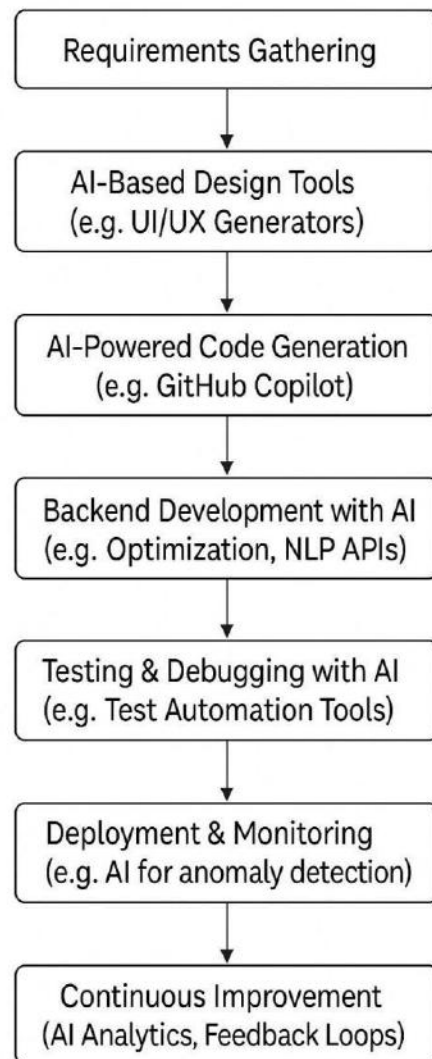 Requirements Gathering
AI-Based Design Tools
(e.g. UI/UX Generators)
AI-Powered Code Generation
(e.g. GitHub Copilot)
Backend Development with AI
(e.g. Optimization, NLP APIs)
Testing & Debugging with AI
(e.g. Test Automation Tools)
Deployment & Monitoring
(e.g. AI for anomaly detection)
Continuous Improvement
(AI Analytics, Feedback Loops)